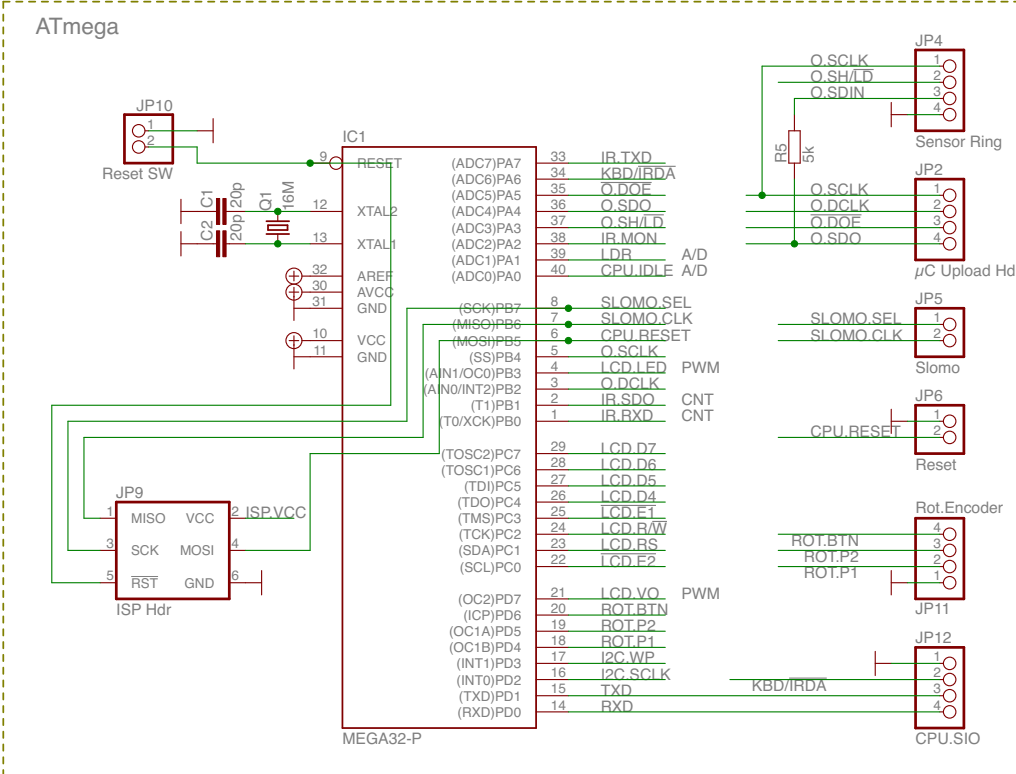 ATmega
JP10
1
2
Reset SW
IC1
MEGA32-P
9 RESET
C1 20p
C2 20p
Q1 16M
12 XTAL2
13 XTAL1
32 AREF
30 AVCC
31 GND
10 VCC
11 GND
(ADC7)PA7 33 IR.TXD
(ADC6)PA6 34 KBD/IRDA
(ADC5)PA5 35 O.DOE
(ADC4)PA4 36 O.SDO
(ADC3)PA3 37 O.SH/LD
(ADC2)PA2 38 IR.MON
(ADC1)PA1 39 LDR A/D
(ADC0)PA0 40 CPU.IDLE A/D
(SCK)PB7 8 SLOMO.SEL
(MISO)PB6 7 SLOMO.CLK
(MOSI)PB5 6 CPU.RESET
(SS)PB4 5 O.SCLK
(AIN1/OC0)PB3 4 LCD.LED PWM
(AIN0/INT2)PB2 3 O.DCLK
(T1)PB1 2 IR.SDO CNT
(T0/XCK)PB0 1 IR.RXD CNT
(TOSC2)PC7 29 LCD.D7
(TOSC1)PC6 28 LCD.D6
(TDI)PC5 27 LCD.D5
(TDO)PC4 26 LCD.D4
(TMS)PC3 25 LCD.E1
(TCK)PC2 24 LCD.R/W
(SDA)PC1 23 LCD.RS
(SCL)PC0 22 LCD.E2
(OC2)PD7 21 LCD.VO PWM
(ICP)PD6 20 ROT.BTN
(OC1A)PD5 19 ROT.P2
(OC1B)PD4 18 ROT.P1
(INT1)PD3 17 I2C.WP
(INT0)PD2 16 I2C.SCLK
(TXD)PD1 15 TXD
(RXD)PD0 14 RXD
JP9
1 MISO VCC 2 ISP.VCC
3 SCK MOSI 4
5 RST GND 6
ISP Hdr
JP4
O.SCLK 1
O.SH/LD 2
O.SDIN 3
4
Sensor Ring
R5 5k
JP2
O.SCLK 1
O.DCLK 2
O.DOE 3
O.SDO 4
µC Upload Hd
JP5
SLOMO.SEL 1
SLOMO.CLK 2
Slomo
JP6
1
CPU.RESET 2
Reset
Rot.Encoder
4
ROT.BTN 3
ROT.P2 2
ROT.P1 1
JP11
JP12
1
KBD/IRDA 2
3
4
CPU.SIO